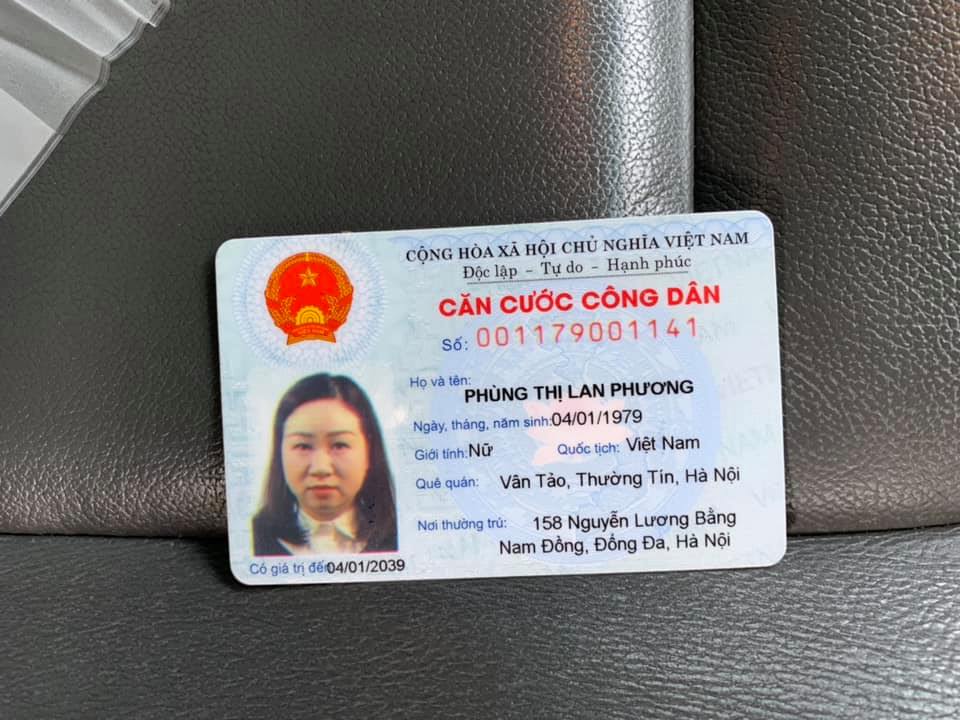 CỘNG HÒA XÃ HỘI CHỦ NGHĨA VIỆT NAM
Độc lập - Tự do - Hạnh phúc
CĂN CƯỚC CÔNG DÂN
Số: 001179001141
Họ và tên: PHÙNG THỊ LAN PHƯƠNG
Ngày, tháng, năm sinh: 04/01/1979
Giới tính: Nữ Quốc tịch: Việt Nam
Quê quán: Vân Tảo, Thường Tín, Hà Nội
Nơi thường trú: 158 Nguyễn Lương Bằng
Nam Đồng, Đống Đa, Hà Nội
Có giá trị đến 04/01/2039